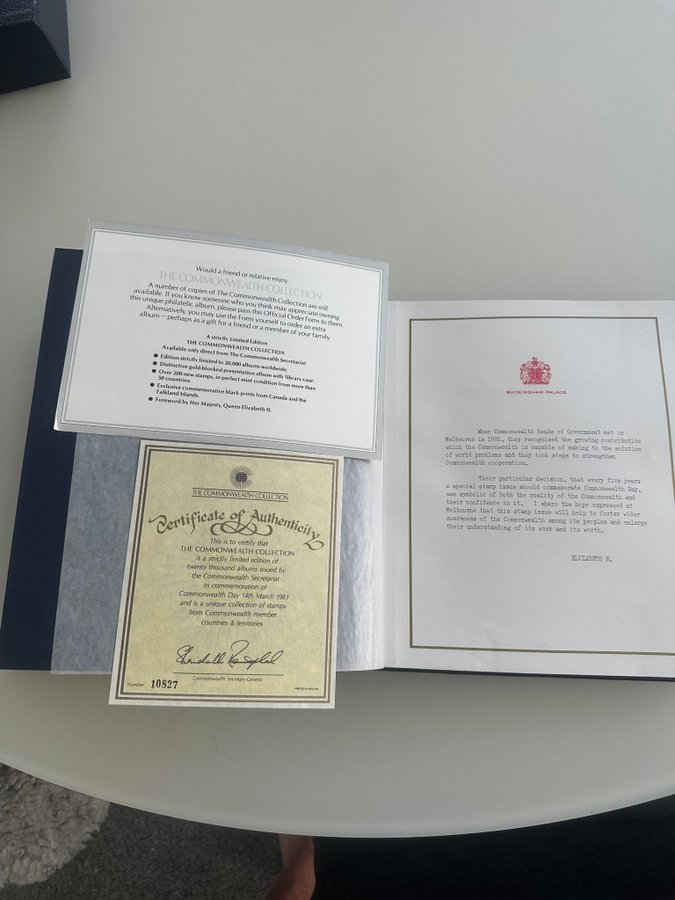 Would a friend or relative enjoy
THE COMMONWEALTH COLLECTION
A number of copies of The Commonwealth Collection are still
available. If you know someone who you think may appreciate owning
this unique philatelic album, please pass this Official Order Form to them.
Alternatively, you may use the Form yourself to order an extra
album – perhaps as a gift for a friend or a member of your family
A strictly Limited Edition
THE COMMONWEALTH COLLECTION
Available only direct from The Commonwealth Secretariat
● Edition strictly limited to 20,000 albums worldwide.
● Distinctive gold-blocked presentation album with 'library case'.
● Over 200 new stamps, in perfect mint condition from more than
50 countries.
● Exclusive commemorative black prints from Canada and the
Falkland Islands.
● Foreword by Her Majesty, Queen Elizabeth II.
THE COMMONWEALTH COLLECTION
Certificate of Authenticity
This is to certify that
THE COMMONWEALTH COLLECTION
is a strictly limited edition of
twenty thousand albums issued by
the Commonwealth Secretariat
in commemoration of
Commonwealth Day 14th March 1983
and is a unique collection of stamps
from Commonwealth member
countries & territories
Commonwealth Secretary-General
Number 10827
PRINTED IN ENGLAND
BUCKINGHAM PALACE
When Commonwealth Heads of Government met in
Melbourne in 1981, they recognised the growing contribution
which the Commonwealth is capable of making to the solution
of world problems and they took steps to strengthen
Commonwealth cooperation.
Their particular decision, that every five years
a special stamp issue should commemorate Commonwealth Day,
was symbolic of both the reality of the Commonwealth and
their confidence in it. I share the hope expressed at
Melbourne that this stamp issue will help to foster wider
awareness of the Commonwealth among its peoples and enlarge
their understanding of its work and its worth.
ELIZABETH R.